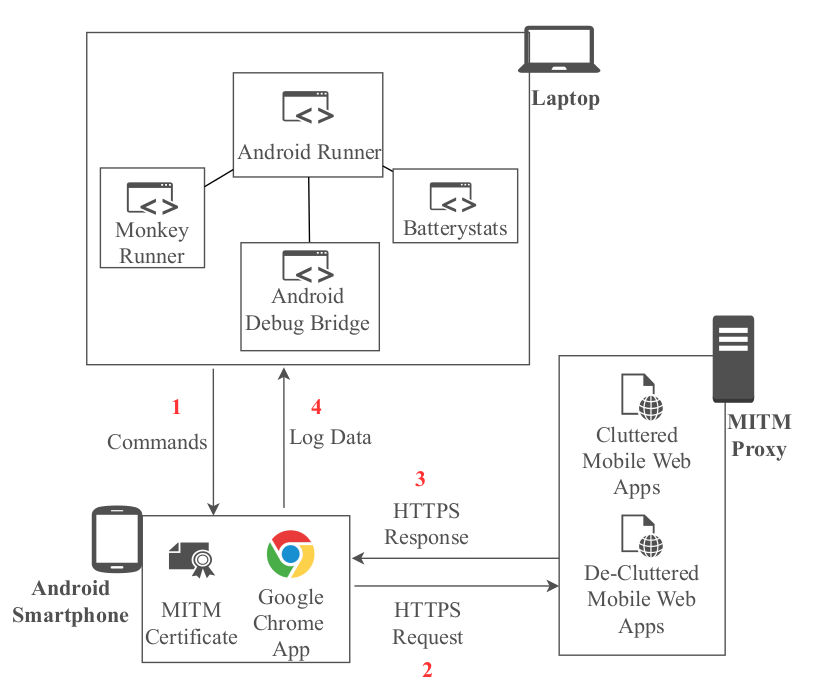 Laptop
Android Runner
Monkey
Runner
Batterystats
Android
Debug Bridge
1
Commands
4
Log Data
MITM
Proxy
Cluttered
Mobile Web
Apps
De-Cluttered
Mobile Web
Apps
3
HTTPS
Response
HTTPS
Request
2
Android
Smartphone
MITM
Certificate
Google
Chrome
App